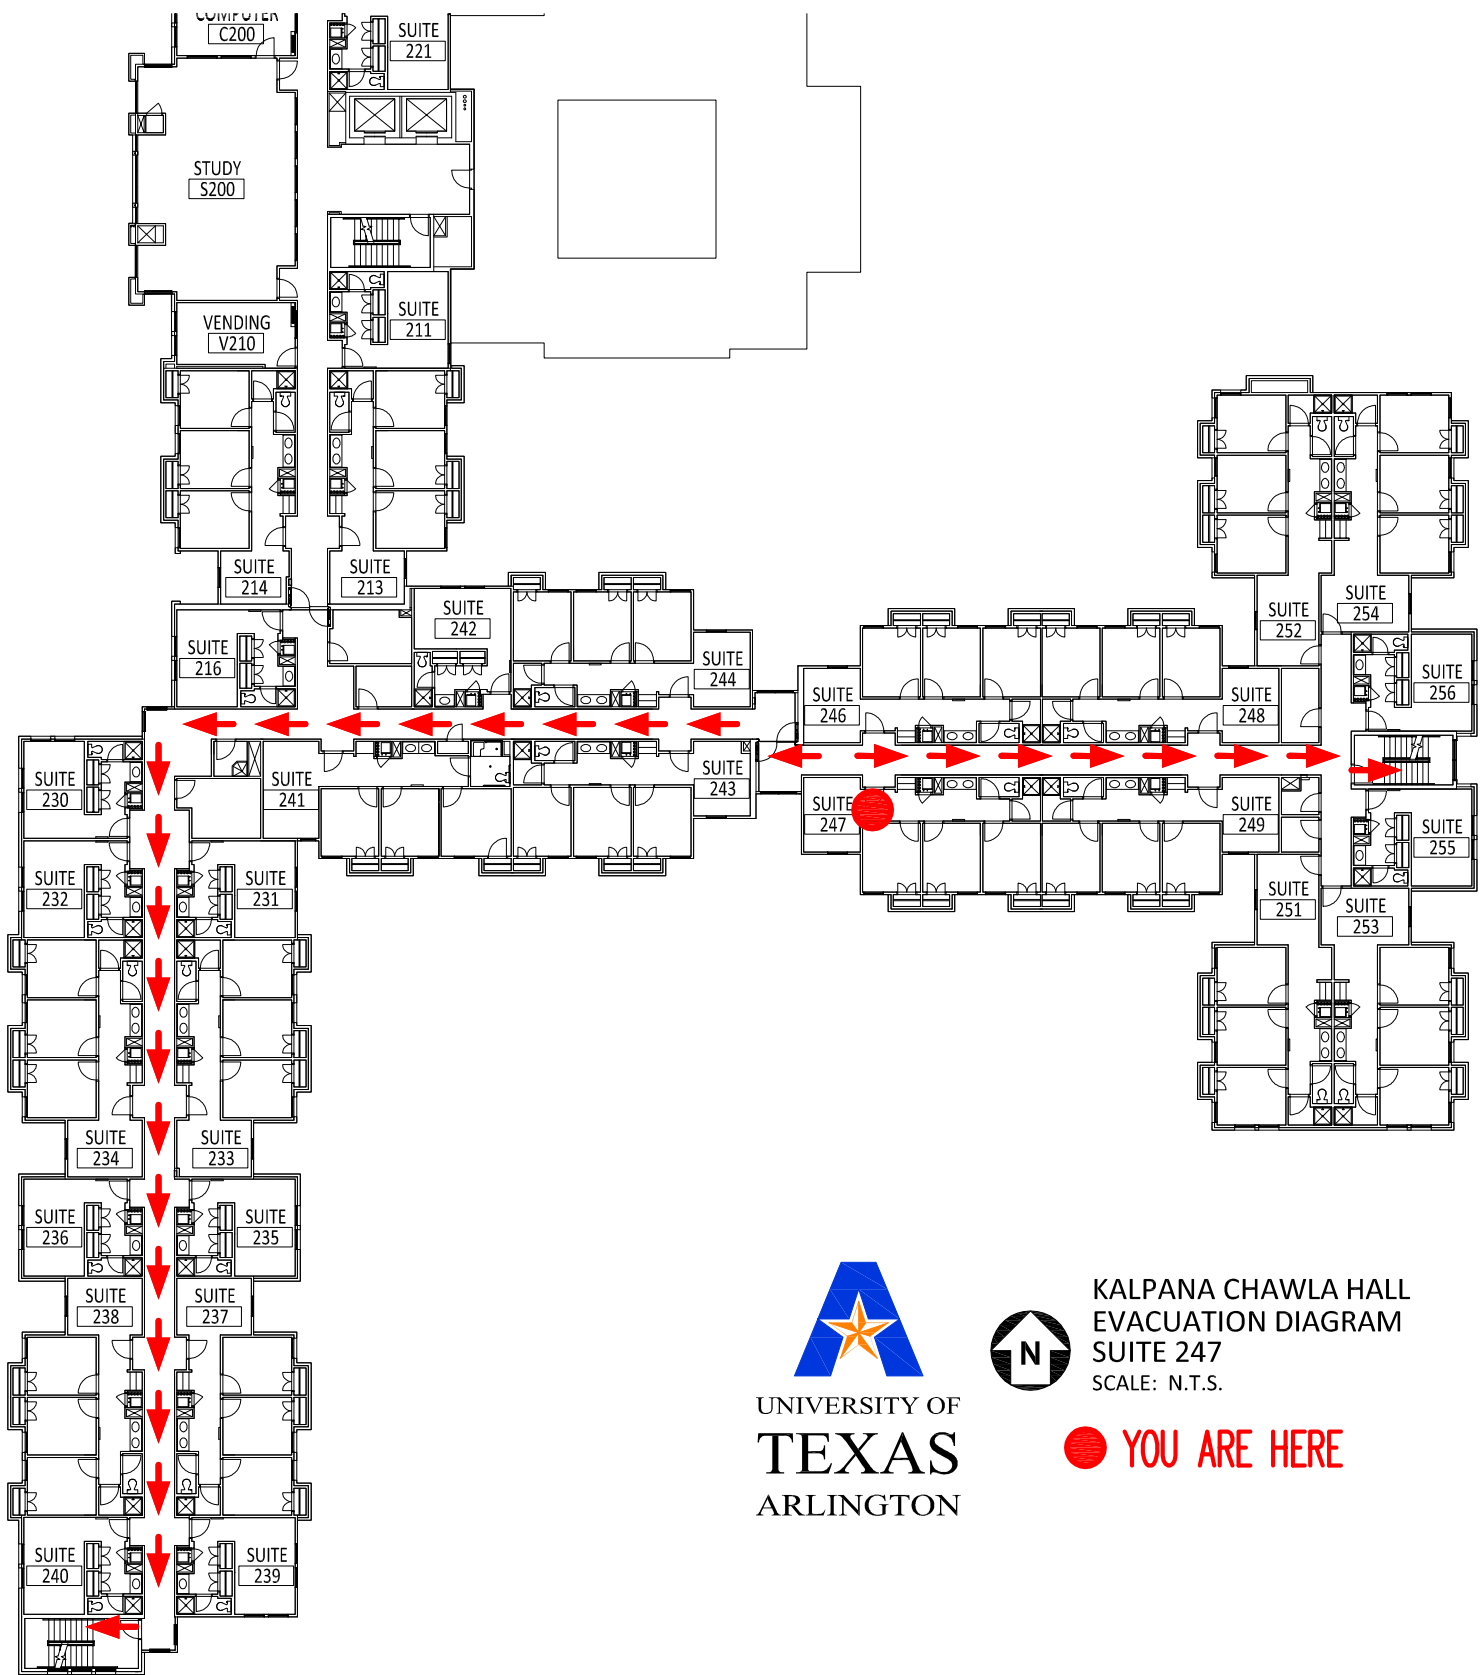 COMPUTER
C200
SUITE
221
STUDY
S200
SUITE
211
VENDING
V210
SUITE
214
SUITE
213
SUITE
242
SUITE
216
SUITE
244
SUITE
246
SUITE
248
SUITE
252
SUITE
254
SUITE
256
SUITE
230
SUITE
241
SUITE
243
SUITE
247
SUITE
249
SUITE
255
SUITE
232
SUITE
231
SUITE
251
SUITE
253
SUITE
234
SUITE
233
SUITE
236
SUITE
235
SUITE
238
SUITE
237
SUITE
240
SUITE
239
UNIVERSITY OF
TEXAS
ARLINGTON
N
KALPANA CHAWLA HALL
EVACUATION DIAGRAM
SUITE 247
SCALE: N.T.S.
YOU ARE HERE